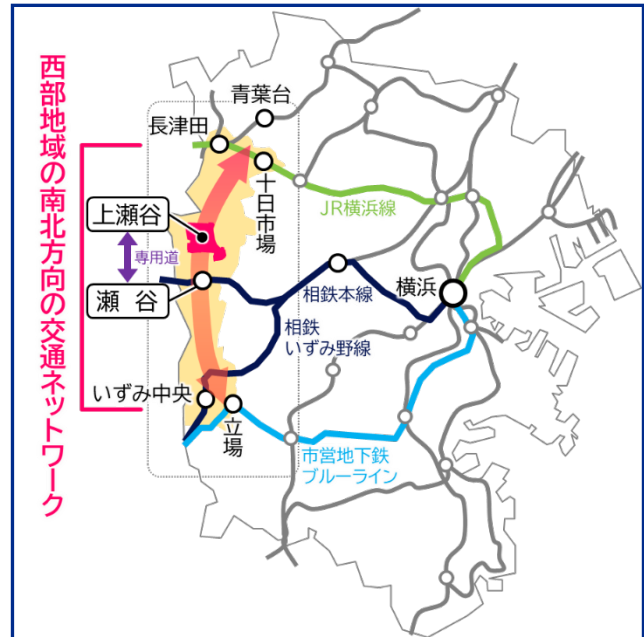 西部地域の南北方向の交通ネットワーク
青葉台
長津田
十日市場
JR横浜線
上瀬谷
専用道
瀬 谷
相鉄本線
横浜
相鉄
いずみ野線
いずみ中央
立場
市営地下鉄
ブルーライン